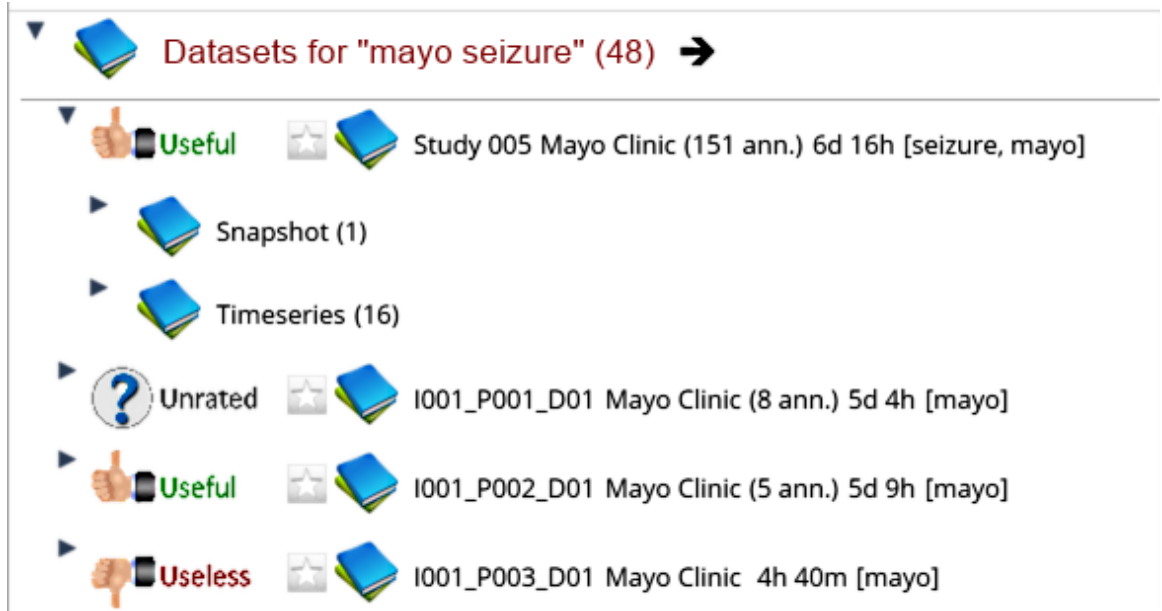 Datasets for "mayo seizure" (48) ➔
Useful Study 005 Mayo Clinic (151 ann.) 6d 16h [seizure, mayo]
Snapshot (1)
Timeseries (16)
? Unrated I001_P001_D01 Mayo Clinic (8 ann.) 5d 4h [mayo]
Useful I001_P002_D01 Mayo Clinic (5 ann.) 5d 9h [mayo]
Useless I001_P003_D01 Mayo Clinic 4h 40m [mayo]